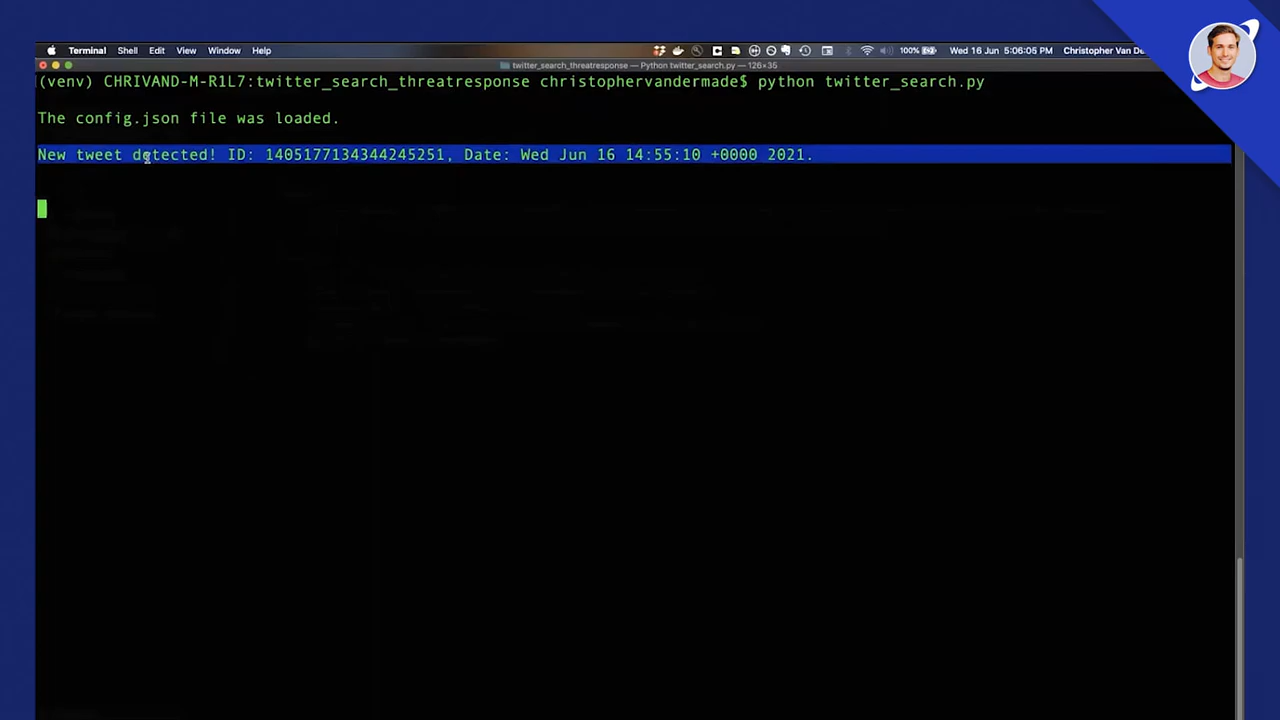 Terminal Shell Edit View Window Help 100% Wed 16 Jun 5:06:05 PM Christopher Van De
twitter_search_threatresponse — Python twitter_search.py — 126×35
(venv) CHRIVAND-M-R1L7:twitter_search_threatresponse christophervandermade$ python twitter_search.py
The config.json file was loaded.
New tweet detected! ID: 1405177134344245251, Date: Wed Jun 16 14:55:10 +0000 2021.